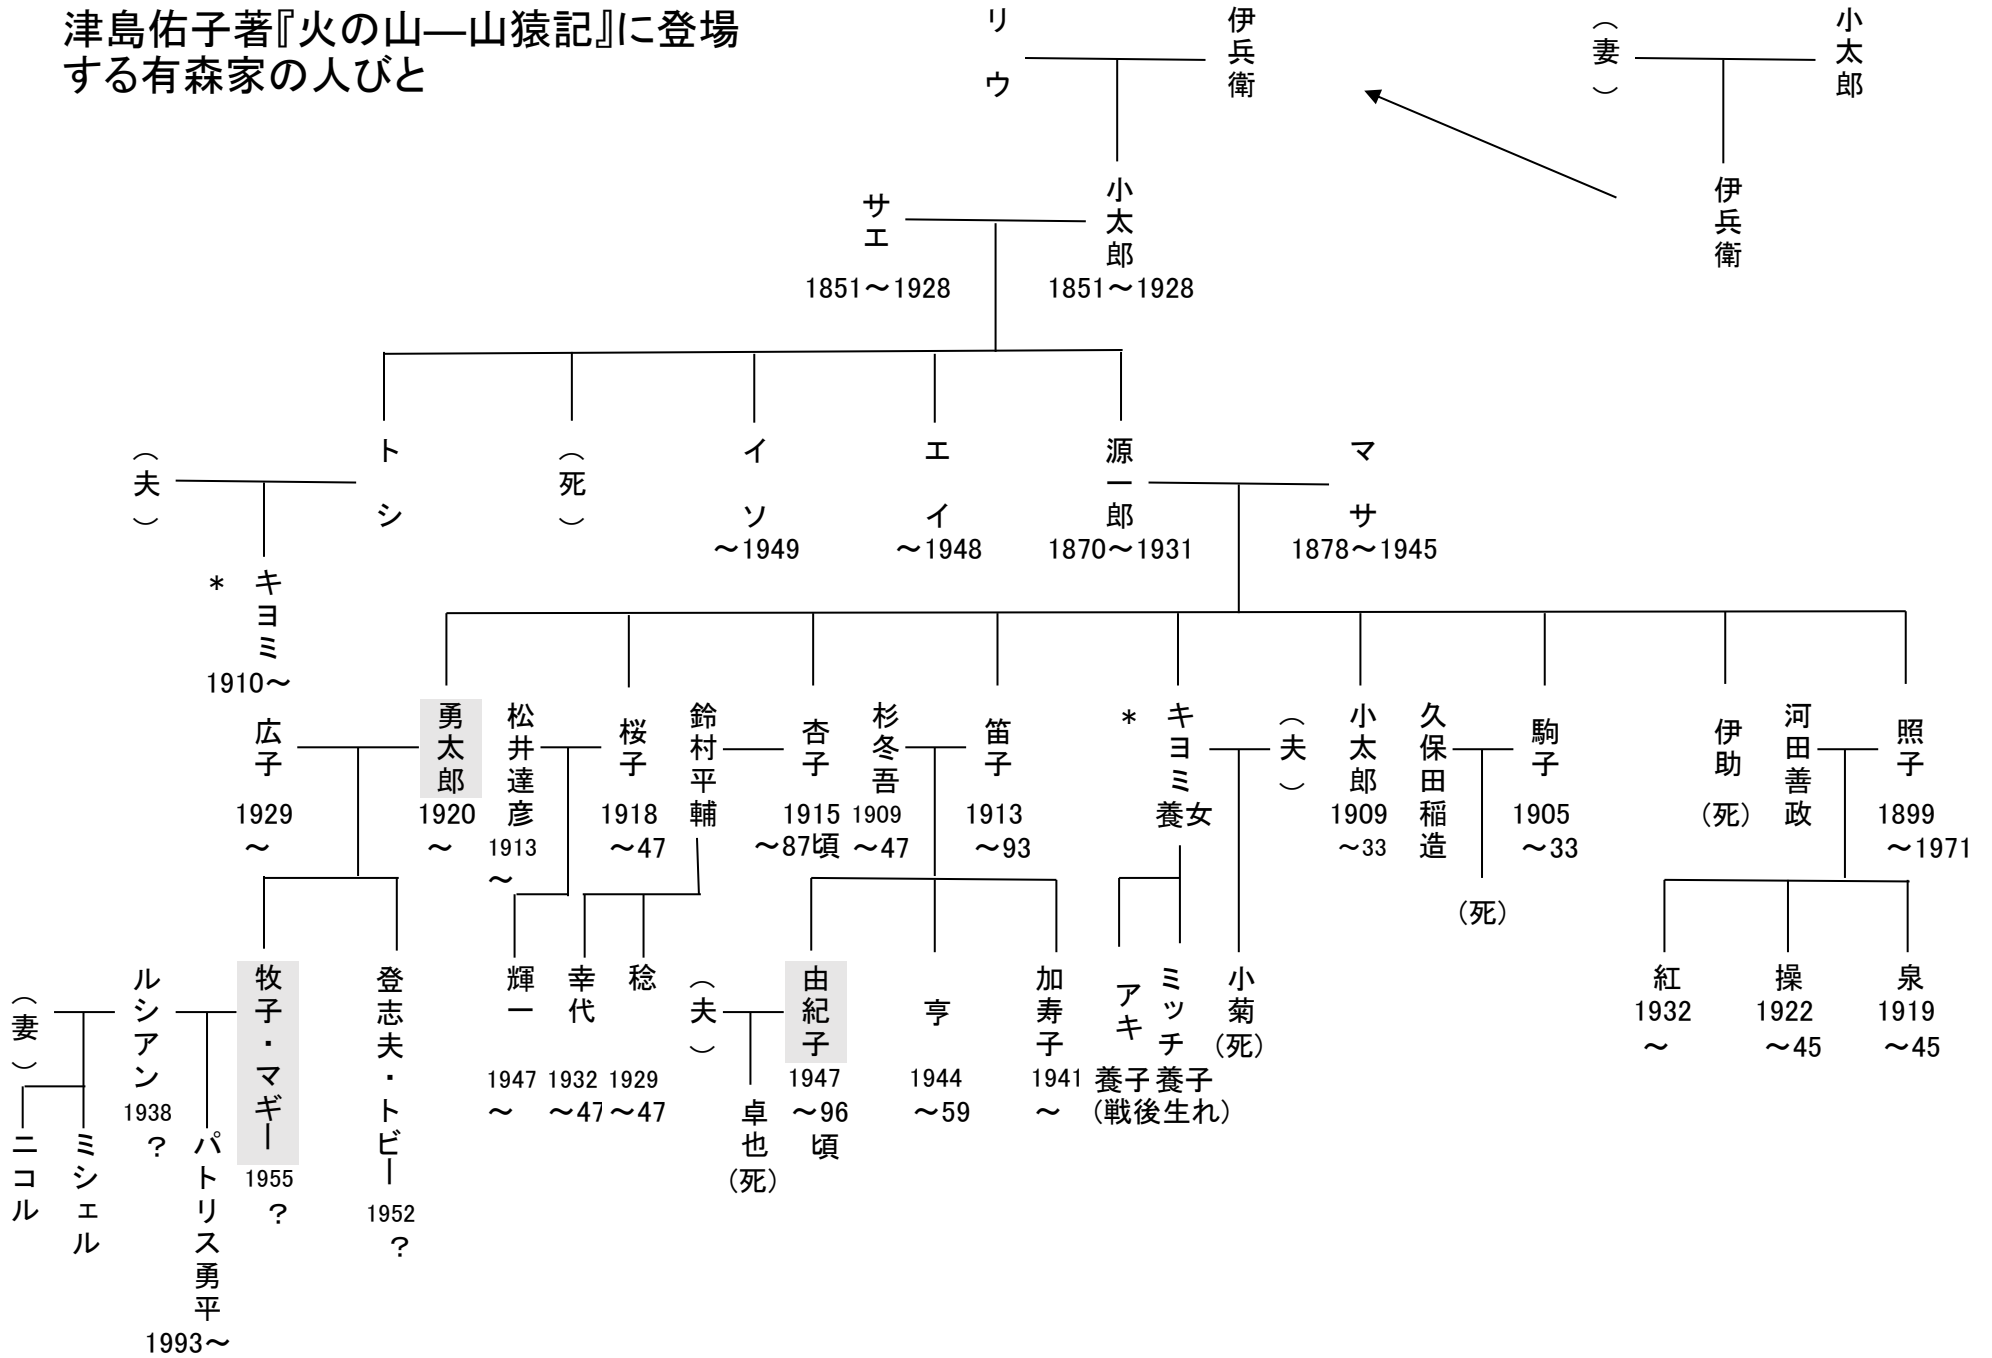 津島佑子著『火の山―山猿記』に登場
する有森家の人びと
小太郎
（妻）
伊兵衛
伊兵衛
リウ
小太郎
1851～1928
サエ
1851～1928
マサ
1878～1945
源一郎
1870～1931
エイ
～1948
イソ
～1949
（死）
トシ
（夫）
*
キヨミ
1910～
照子
1899
～1971
河田善政
伊助
（死）
駒子
1905
～33
久保田稲造
（死）
小太郎
1909
～33
（夫）
*
キヨミ
養女
笛子
1913
～93
杉冬吾
1909
～47
杏子
1915
～87頃
鈴村平輔
桜子
1918
～47
松井達彦
1913
～
勇太郎
1920
～
広子
1929
～
泉
1919
～45
操
1922
～45
紅
1932
～
小菊
（死）
ミッチ
養子
アキ
養子
（戦後生れ）
加寿子
1941
～
亨
1944
～59
由紀子
1947
～96
頃
（夫）
卓也
（死）
稔
1929
～47
幸代
1932
～47
輝一
1947
～
登志夫・トビー
1952
？
牧子・マギー
1955
？
ルシアン
1938
？
（妻）
パトリス勇平
1993～
ミシェル
ニコル